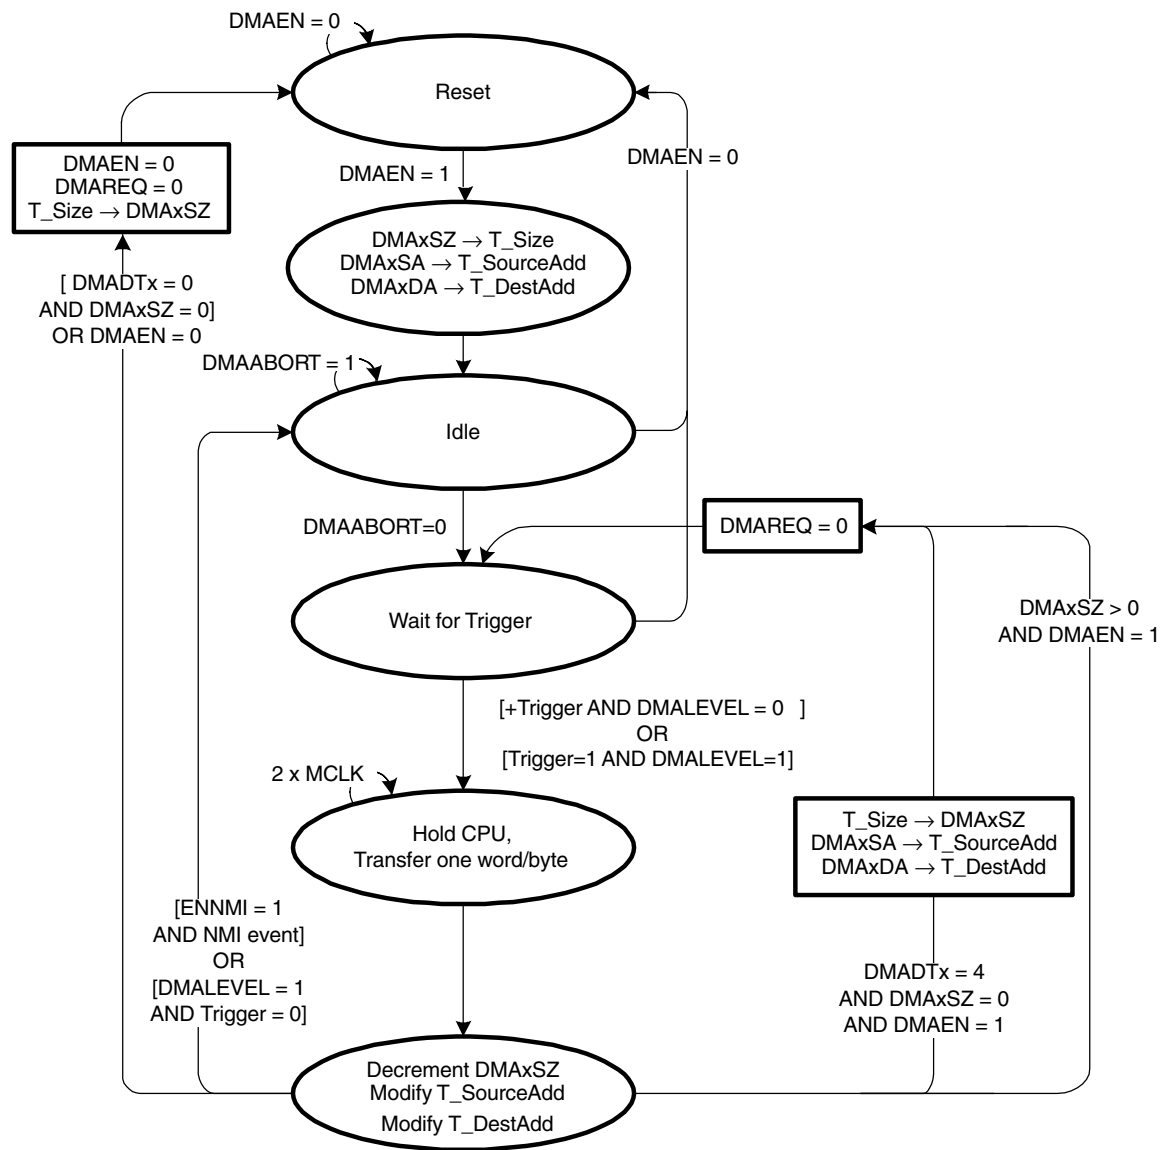 DMAEN = 0
Reset
DMAEN = 0
DMAREQ = 0
T_Size → DMAxSZ
DMAEN = 1
DMAEN = 0
DMAxSZ → T_Size
DMAxSA → T_SourceAdd
DMAxDA → T_DestAdd
[ DMADTx = 0
AND DMAxSZ = 0]
OR DMAEN = 0
DMAABORT = 1
Idle
DMAABORT=0
DMAREQ = 0
Wait for Trigger
DMAxSZ > 0
AND DMAEN = 1
[+Trigger AND DMALEVEL = 0 ]
OR
[Trigger=1 AND DMALEVEL=1]
2 x MCLK
Hold CPU,
Transfer one word/byte
T_Size → DMAxSZ
DMAxSA → T_SourceAdd
DMAxDA → T_DestAdd
[ENNMI = 1
AND NMI event]
OR
[DMALEVEL = 1
AND Trigger = 0]
DMADTx = 4
AND DMAxSZ = 0
AND DMAEN = 1
Decrement DMAxSZ
Modify T_SourceAdd
Modify T_DestAdd